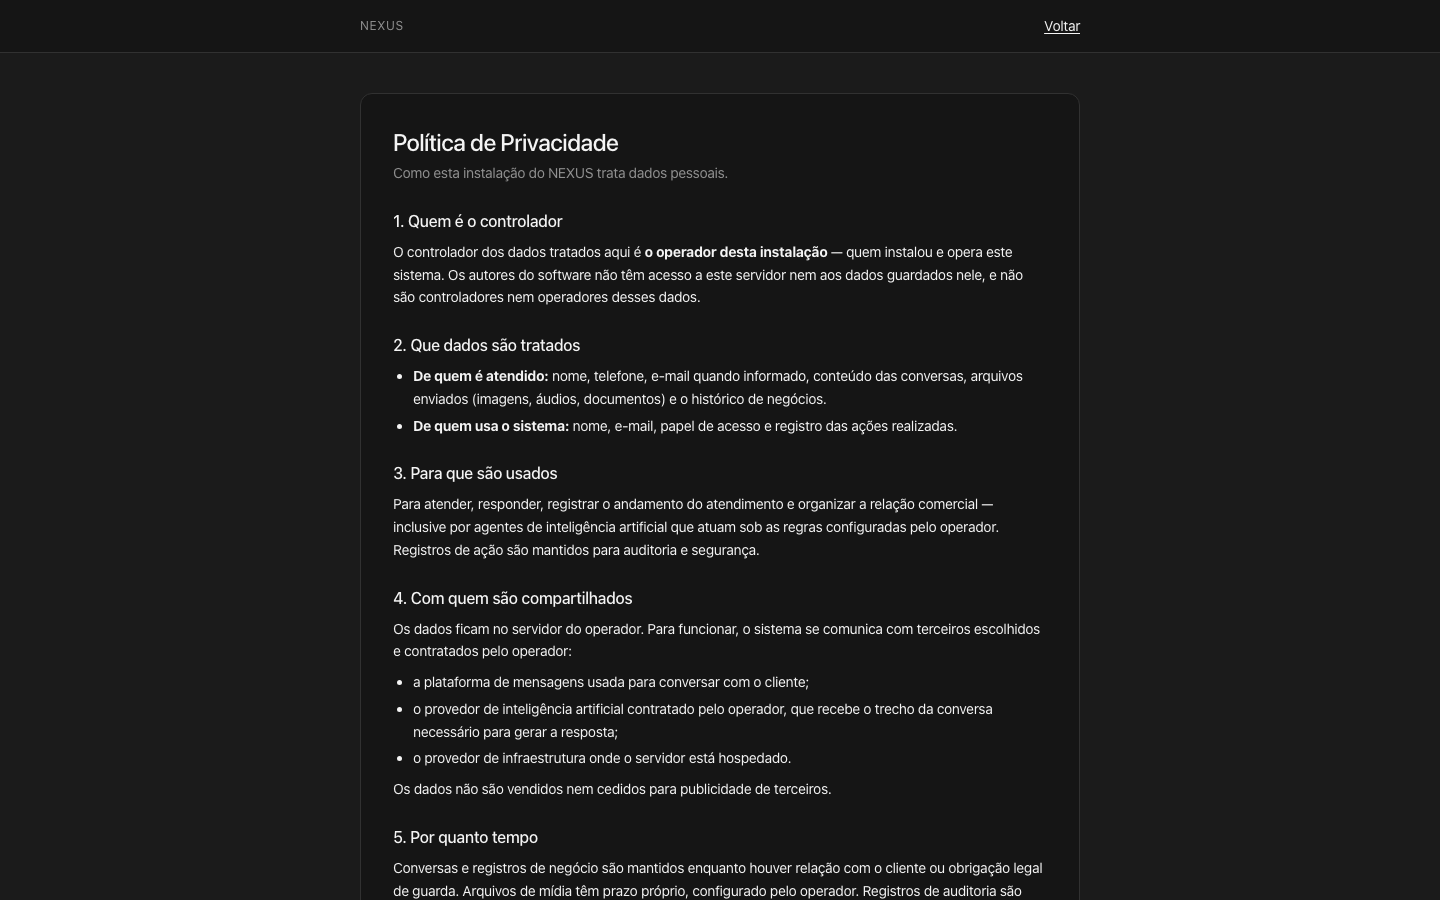 NEXUS
Voltar
Política de Privacidade
Como esta instalação do NEXUS trata dados pessoais.
1. Quem é o controlador
O controlador dos dados tratados aqui é o operador desta instalação — quem instalou e opera este
sistema. Os autores do software não têm acesso a este servidor nem aos dados guardados nele, e não
são controladores nem operadores desses dados.
2. Que dados são tratados
• De quem é atendido: nome, telefone, e-mail quando informado, conteúdo das conversas, arquivos
enviados (imagens, áudios, documentos) e o histórico de negócios.
• De quem usa o sistema: nome, e-mail, papel de acesso e registro das ações realizadas.
3. Para que são usados
Para atender, responder, registrar o andamento do atendimento e organizar a relação comercial —
inclusive por agentes de inteligência artificial que atuam sob as regras configuradas pelo operador.
Registros de ação são mantidos para auditoria e segurança.
4. Com quem são compartilhados
Os dados ficam no servidor do operador. Para funcionar, o sistema se comunica com terceiros escolhidos
e contratados pelo operador:
• a plataforma de mensagens usada para conversar com o cliente;
• o provedor de inteligência artificial contratado pelo operador, que recebe o trecho da conversa
necessário para gerar a resposta;
• o provedor de infraestrutura onde o servidor está hospedado.
Os dados não são vendidos nem cedidos para publicidade de terceiros.
5. Por quanto tempo
Conversas e registros de negócio são mantidos enquanto houver relação com o cliente ou obrigação legal
de guarda. Arquivos de mídia têm prazo próprio, configurado pelo operador. Registros de auditoria são